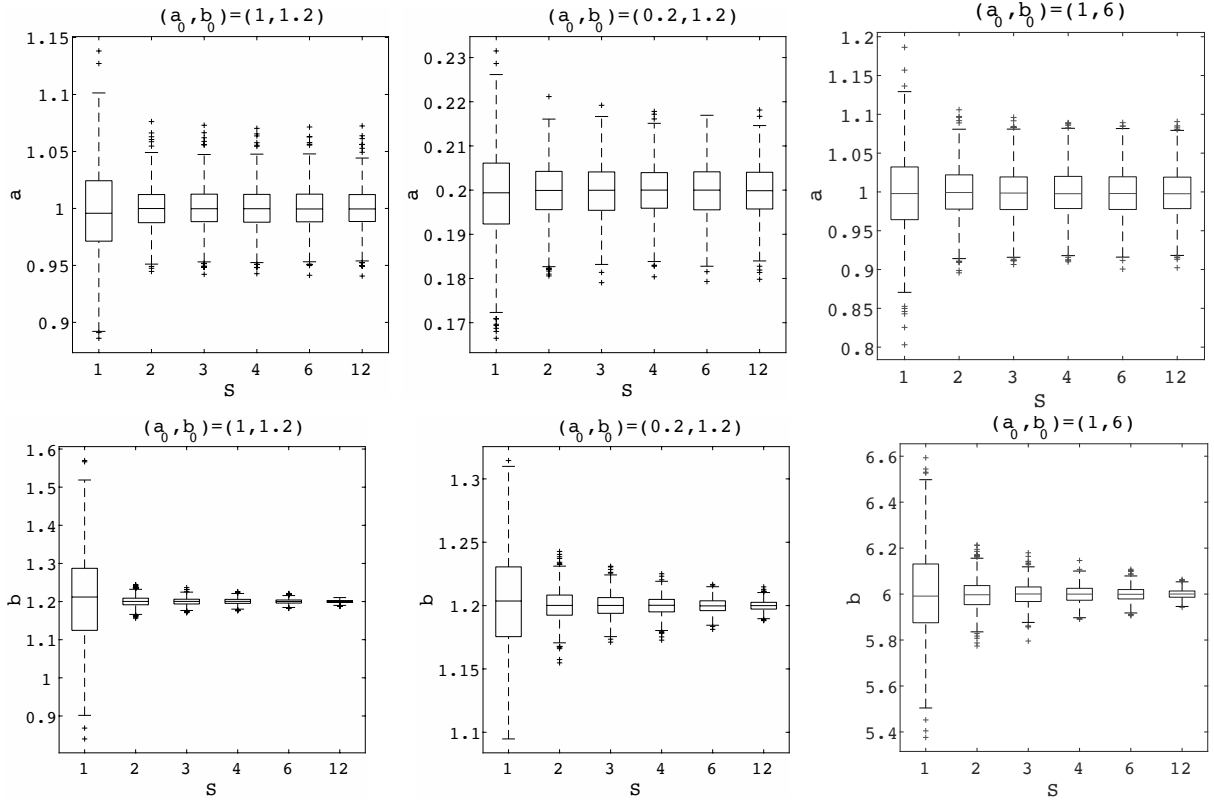 (a0,b0)=(1,1.2)
1.15
1.1
1.05
1
0.95
0.9
a
1 2 3 4 6 12
S
(a0,b0)=(0.2,1.2)
0.23
0.22
0.21
0.2
0.19
0.18
0.17
a
1 2 3 4 6 12
S
(a0,b0)=(1,6)
1.2
1.15
1.1
1.05
1
0.95
0.9
0.85
0.8
a
1 2 3 4 6 12
S
(a0,b0)=(1,1.2)
1.6
1.5
1.4
1.3
1.2
1.1
1
0.9
b
1 2 3 4 6 12
S
(a0,b0)=(0.2,1.2)
1.3
1.25
1.2
1.15
1.1
b
1 2 3 4 6 12
S
(a0,b0)=(1,6)
6.6
6.4
6.2
6
5.8
5.6
5.4
b
1 2 3 4 6 12
S